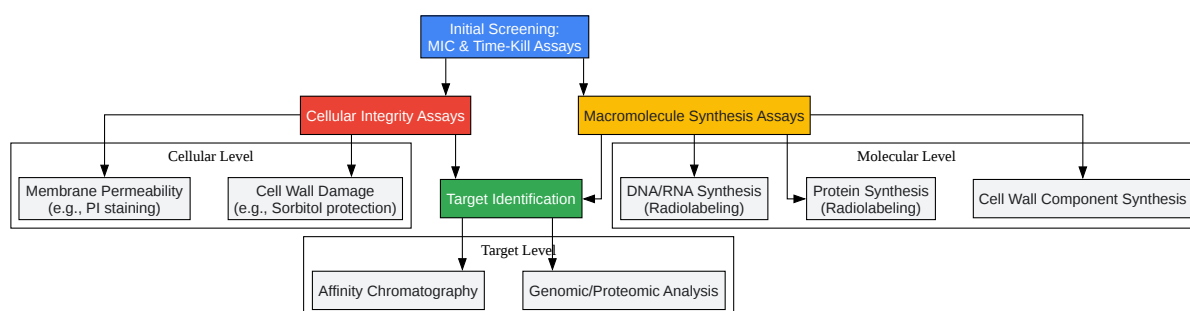 Initial Screening:
MIC & Time-Kill Assays
Cellular Integrity Assays
Macromolecule Synthesis Assays
Cellular Level
Molecular Level
Membrane Permeability
(e.g., PI staining)
Cell Wall Damage
(e.g., Sorbitol protection)
Target Identification
DNA/RNA Synthesis
(Radiolabeling)
Protein Synthesis
(Radiolabeling)
Cell Wall Component Synthesis
Target Level
Affinity Chromatography
Genomic/Proteomic Analysis